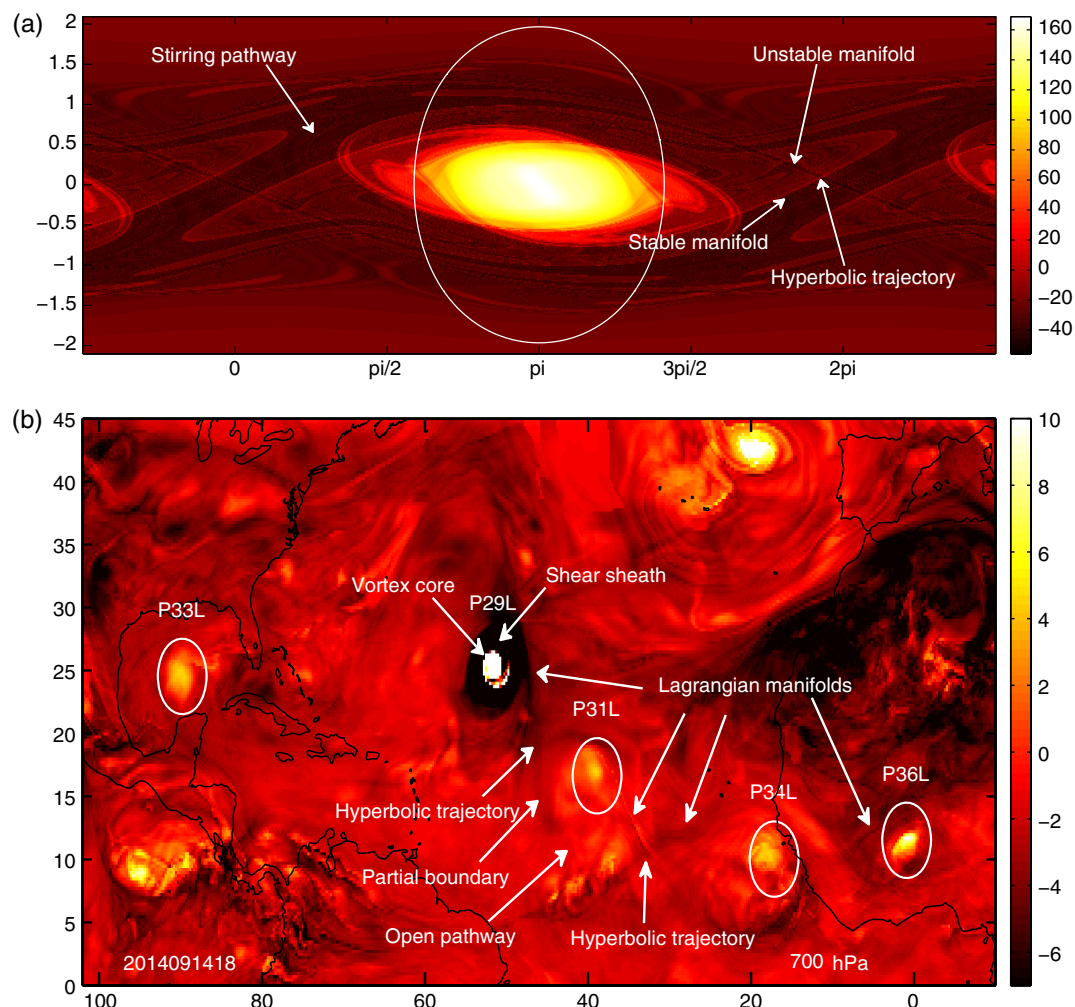 (a)
2
1.5
1
0.5
0
−0.5
−1
−1.5
−2
Stirring pathway
Unstable manifold
Stable manifold
Hyperbolic trajectory
0
pi/2
pi
3pi/2
2pi
160
140
120
100
80
60
40
20
0
−20
−40
(b)
45
40
35
30
25
20
15
10
5
0
Vortex core
Shear sheath
P29L
P33L
Lagrangian manifolds
P31L
P36L
P34L
Hyperbolic trajectory
Partial boundary
Open pathway
Hyperbolic trajectory
2014091418
700 hPa
100
80
60
40
20
0
10
8
6
4
2
0
−2
−4
−6